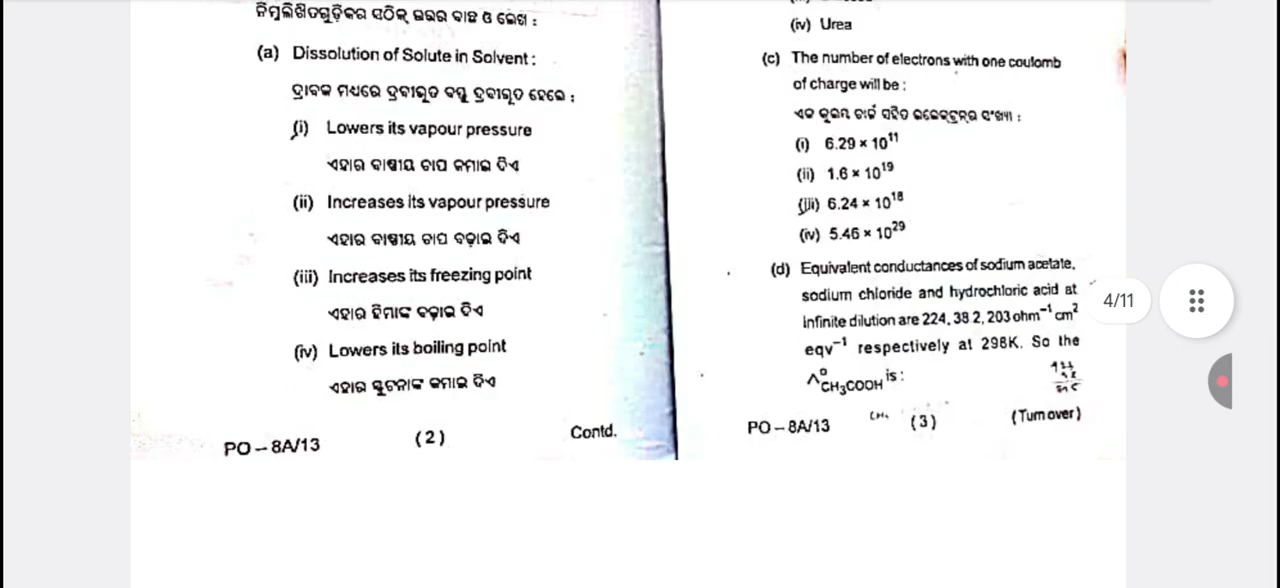 ନିମ୍ନଲିଖିତଗୁଡ଼ିକର ସଠିକ୍ ଉତ୍ତର ବାଛ ଓ ଲେଖ :
(a) Dissolution of Solute in Solvent :
ଦ୍ରାବକ ମଧ୍ୟରେ ଦ୍ରବୀଭୂତ ବସ୍ତୁ ଦ୍ରବୀଭୂତ ହେଲେ :
(i) Lowers its vapour pressure
ଏହାର ବାଷ୍ପୀୟ ଚାପ କମାଇ ଦିଏ
(ii) Increases its vapour pressure
ଏହାର ବାଷ୍ପୀୟ ଚାପ ବଢ଼ାଇ ଦିଏ
(iii) Increases its freezing point
ଏହାର ହିମାଙ୍କ ବଢ଼ାଇ ଦିଏ
(iv) Lowers its boiling point
ଏହାର ସ୍ଫୁଟନାଙ୍କ କମାଇ ଦିଏ
PO – 8A/13 (2) Contd.
(iv) Urea
(c) The number of electrons with one coulomb
of charge will be :
ଏକ କୁଲମ ଚାର୍ଜ ସହିତ ଇଲେକ୍ଟ୍ରନ୍‌ର ସଂଖ୍ୟା :
(i) 6.29 × 10¹¹
(ii) 1.6 × 10¹⁹
(iii) 6.24 × 10¹⁸
(iv) 5.46 × 10²⁹
(d) Equivalent conductances of sodium acetate,
sodium chloride and hydrochloric acid at
infinite dilution are 224, 38 2, 203 ohm⁻¹ cm²
eqv⁻¹ respectively at 298K. So the
Λ⁰CH₃COOH is :
PO – 8A/13 (3) (Turn over)
4/11